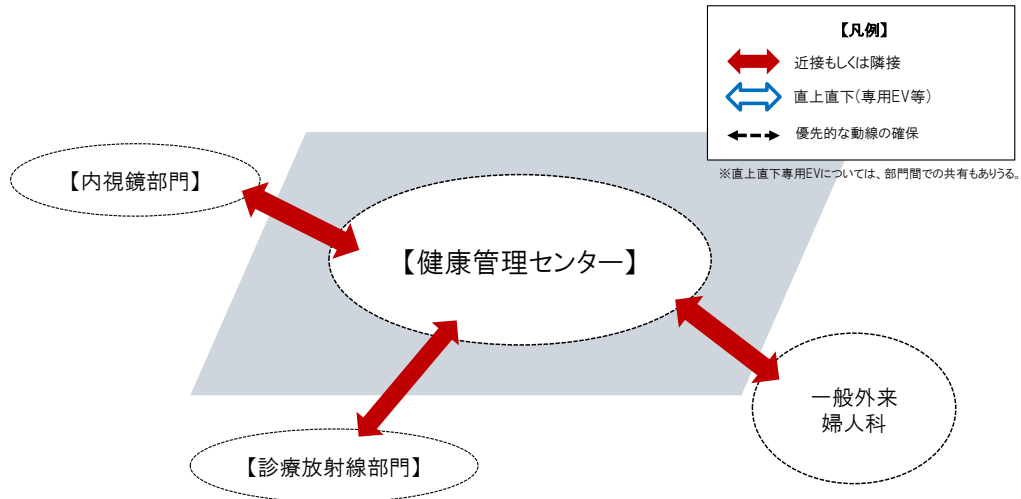 【凡例】
近接もしくは隣接
直上直下(専用EV等)
優先的な動線の確保
※直上直下専用EVについては、部門間での共有もありうる。
【内視鏡部門】
【健康管理センター】
一般外来
婦人科
【診療放射線部門】